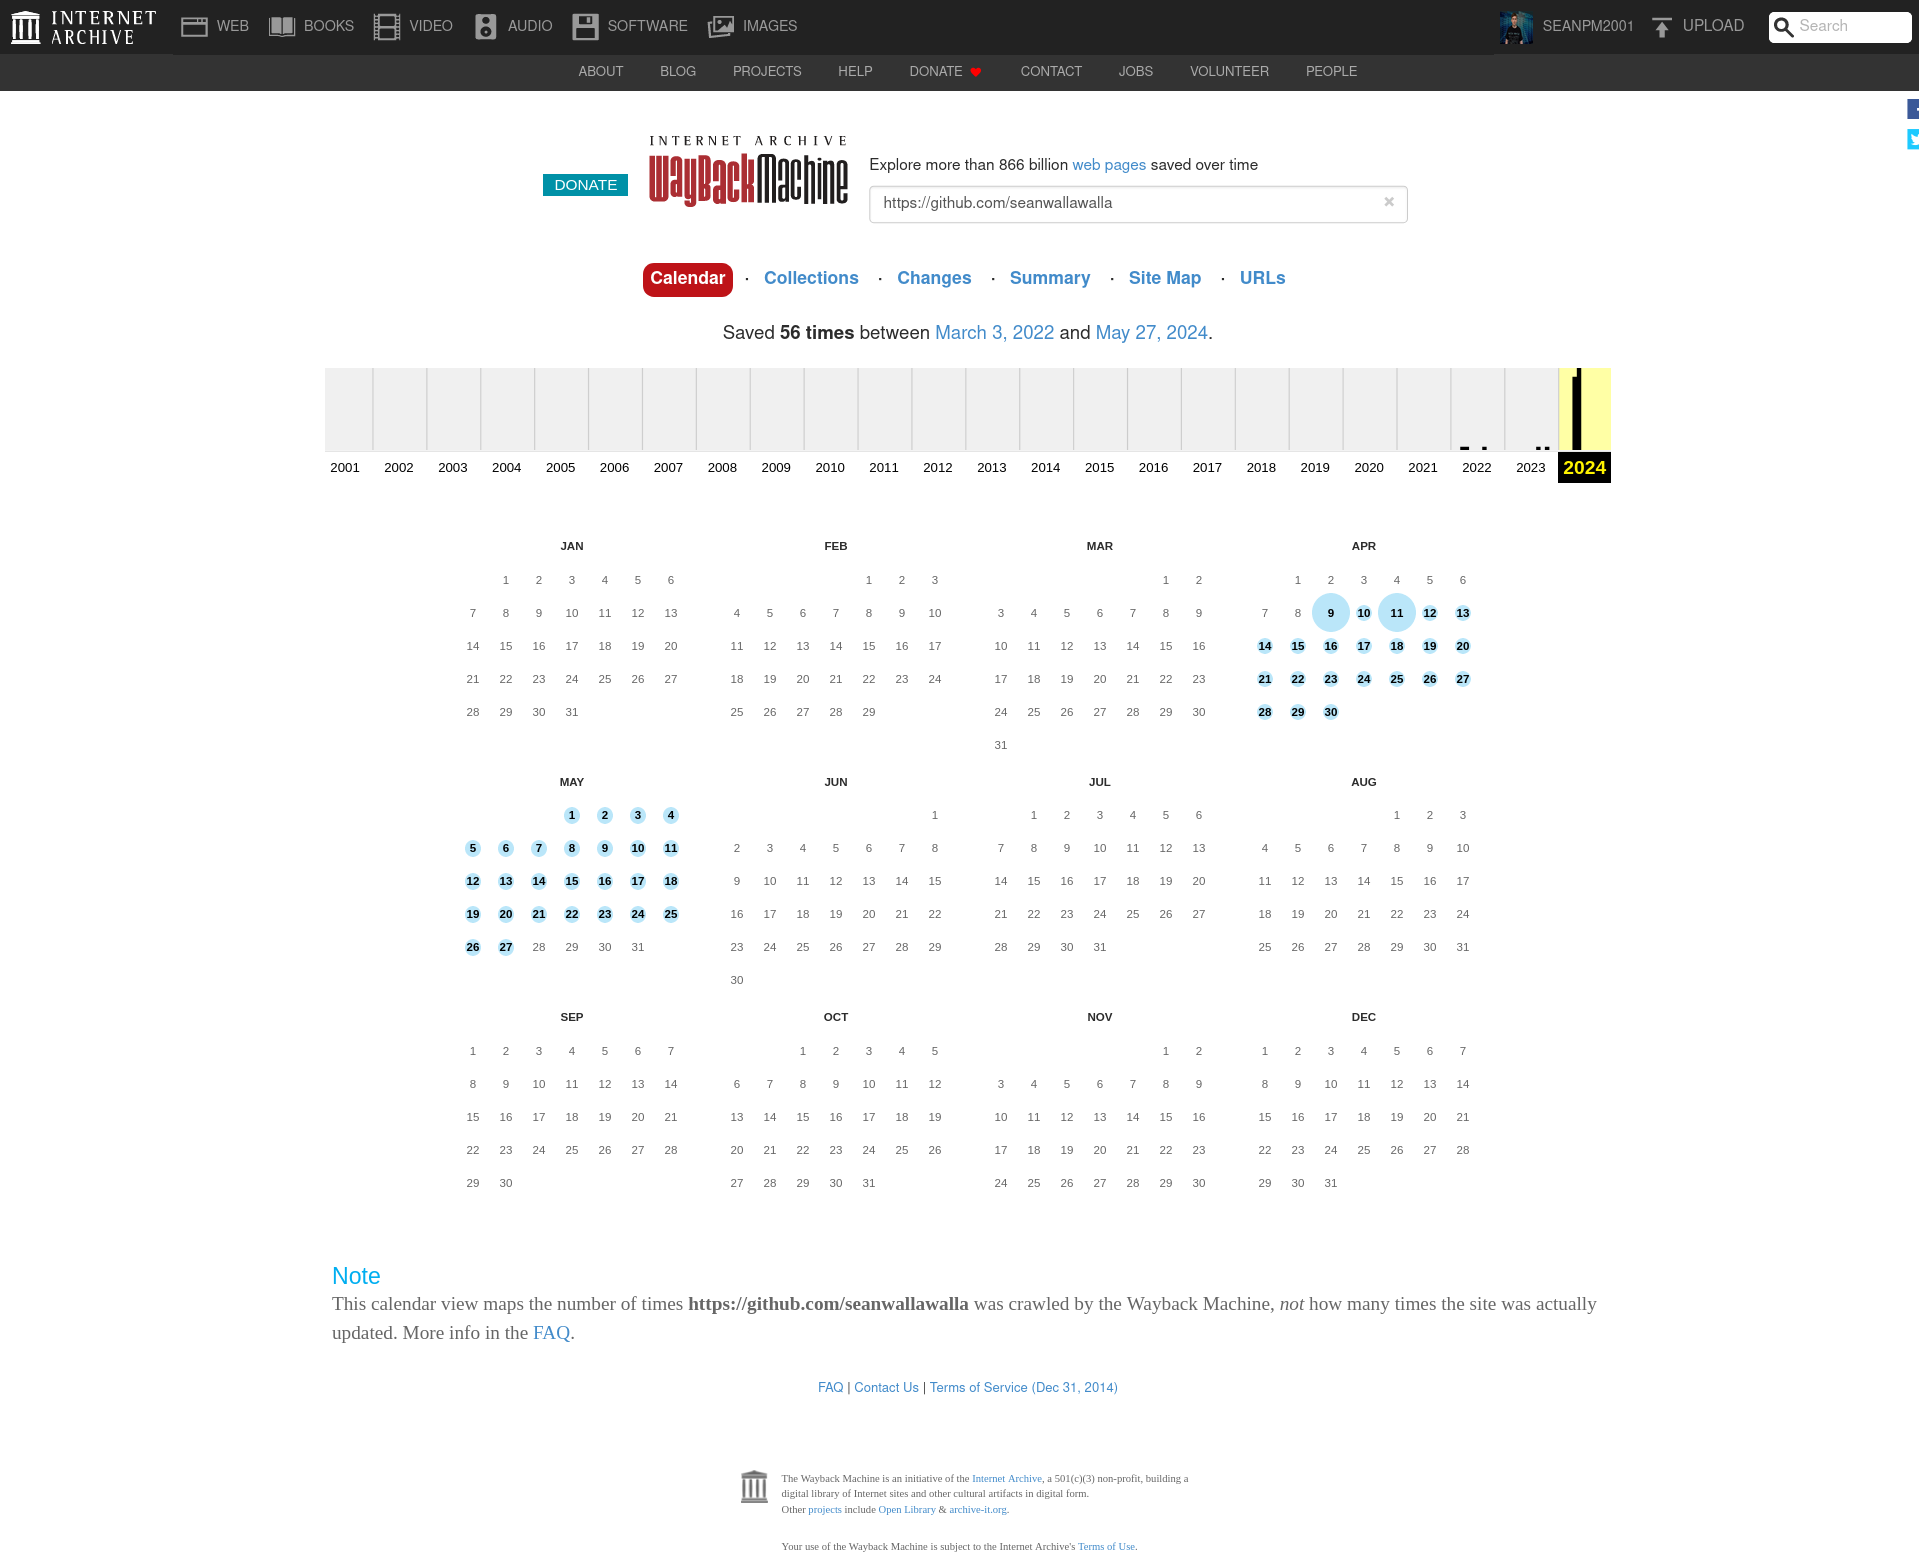 INTERNET ARCHIVE
WEB BOOKS VIDEO AUDIO SOFTWARE IMAGES SEANPM2001 UPLOAD Search
ABOUT BLOG PROJECTS HELP DONATE CONTACT JOBS VOLUNTEER PEOPLE
INTERNET ARCHIVE
WayBackMachine
DONATE
Explore more than 866 billion web pages saved over time
https://github.com/seanwallawalla ×
Calendar · Collections · Changes · Summary · Site Map · URLs
Saved 56 times between March 3, 2022 and May 27, 2024.
2001 2002 2003 2004 2005 2006 2007 2008 2009 2010 2011 2012 2013 2014 2015 2016 2017 2018 2019 2020 2021 2022 2023 2024
JAN FEB MAR APR
1 2 3 4 5 6 1 2 3 1 2 1 2 3 4 5 6
7 8 9 10 11 12 13 4 5 6 7 8 9 10 3 4 5 6 7 8 9 7 8 9 10 11 12 13
14 15 16 17 18 19 20 11 12 13 14 15 16 17 10 11 12 13 14 15 16 14 15 16 17 18 19 20
21 22 23 24 25 26 27 18 19 20 21 22 23 24 17 18 19 20 21 22 23 21 22 23 24 25 26 27
28 29 30 31 25 26 27 28 29 24 25 26 27 28 29 30 28 29 30
31
MAY JUN JUL AUG
1 2 3 4 1 1 2 3 4 5 6 1 2 3
5 6 7 8 9 10 11 2 3 4 5 6 7 8 7 8 9 10 11 12 13 4 5 6 7 8 9 10
12 13 14 15 16 17 18 9 10 11 12 13 14 15 14 15 16 17 18 19 20 11 12 13 14 15 16 17
19 20 21 22 23 24 25 16 17 18 19 20 21 22 21 22 23 24 25 26 27 18 19 20 21 22 23 24
26 27 28 29 30 31 23 24 25 26 27 28 29 28 29 30 31 25 26 27 28 29 30 31
30
SEP OCT NOV DEC
1 2 3 4 5 6 7 1 2 3 4 5 1 2 1 2 3 4 5 6 7
8 9 10 11 12 13 14 6 7 8 9 10 11 12 3 4 5 6 7 8 9 8 9 10 11 12 13 14
15 16 17 18 19 20 21 13 14 15 16 17 18 19 10 11 12 13 14 15 16 15 16 17 18 19 20 21
22 23 24 25 26 27 28 20 21 22 23 24 25 26 17 18 19 20 21 22 23 22 23 24 25 26 27 28
29 30 27 28 29 30 31 24 25 26 27 28 29 30 29 30 31
Note
This calendar view maps the number of times https://github.com/seanwallawalla was crawled by the Wayback Machine, not how many times the site was actually
updated. More info in the FAQ.
FAQ | Contact Us | Terms of Service (Dec 31, 2014)
The Wayback Machine is an initiative of the Internet Archive, a 501(c)(3) non-profit, building a
digital library of Internet sites and other cultural artifacts in digital form.
Other projects include Open Library & archive-it.org.
Your use of the Wayback Machine is subject to the Internet Archive's Terms of Use.